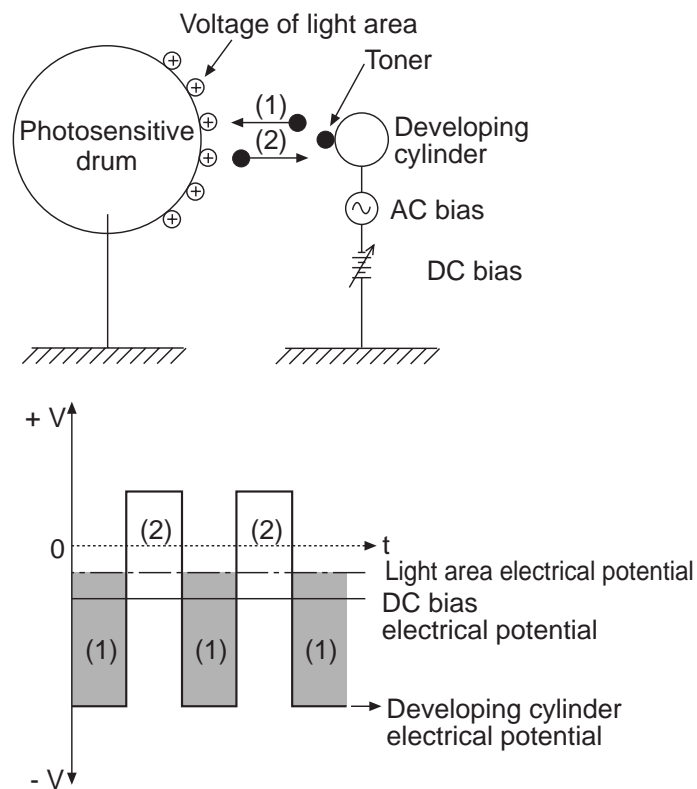 Voltage of light area
Toner
(1)
(2)
Photosensitive
drum
Developing
cylinder
AC bias
DC bias
+ V
(2)
(2)
0
t
Light area electrical potential
DC bias
electrical potential
(1)
(1)
(1)
Developing cylinder
electrical potential
- V